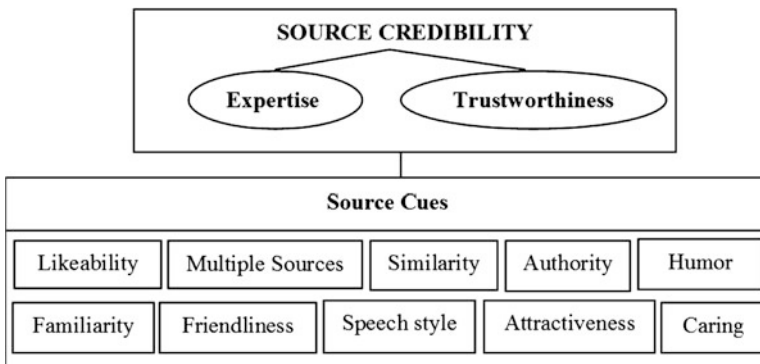 SOURCE CREDIBILITY
Expertise Trustworthiness
Source Cues
Likeability Multiple Sources Similarity Authority Humor
Familiarity Friendliness Speech style Attractiveness Caring